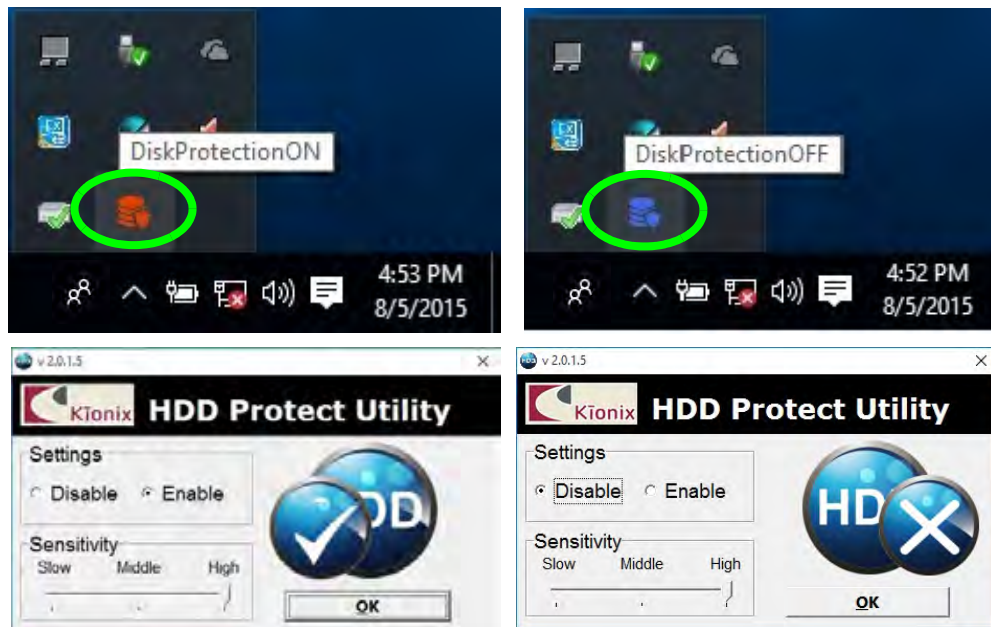 DiskProtectionON
4:53 PM
8/5/2015
DiskProtectionOFF
4:52 PM
8/5/2015
v 2.0.1.5
Kionix HDD Protect Utility
Settings
Disable Enable
Sensitivity
Slow Middle High
OK
v 2.0.1.5
Kionix HDD Protect Utility
Settings
Disable Enable
HD
Sensitivity
Slow Middle High
OK